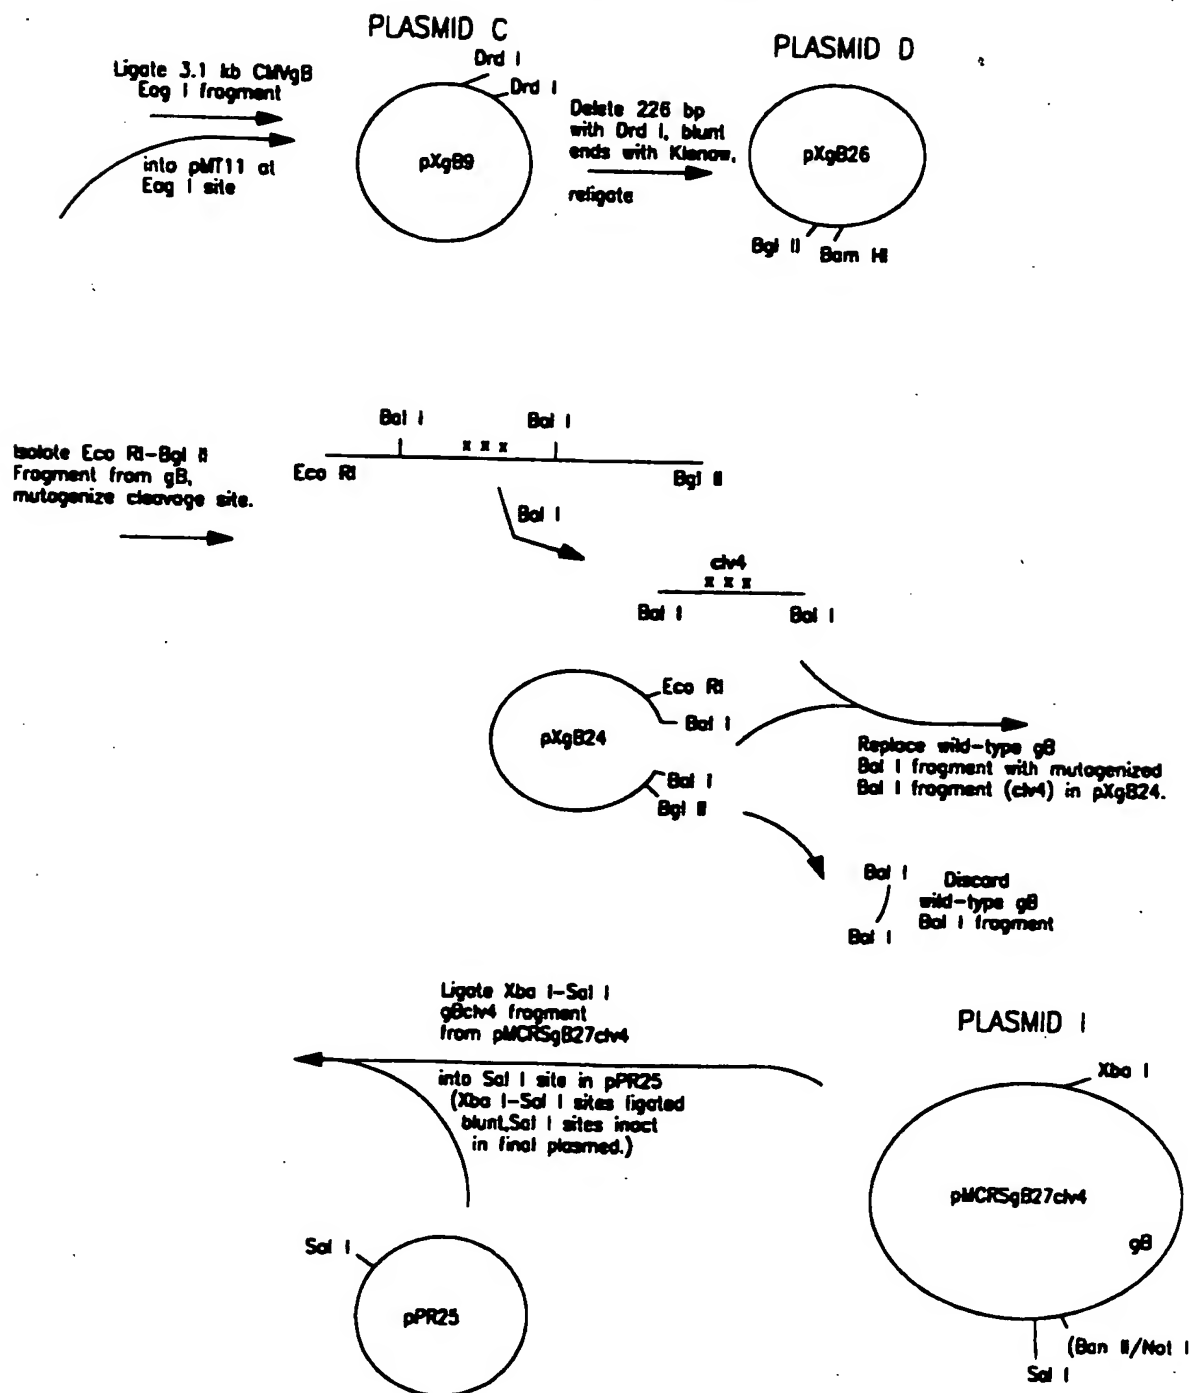 PLASMID C
Drd I
Drd I
pXgB9
Ligate 3.1 kb CMVgB
Eag I fragment
into pMT11 at
Eag I site
Delete 226 bp
with Drd I, blunt
ends with Klenow,
religate
PLASMID D
pXgB26
Bgl II
Bam HI
Isolate Eco RI-Bgl II
Fragment from gB,
mutogenize cleavage site.
Bal I
Bal I
x x x
Eco RI
Bgl II
Bal I
clv4
x x x
Bal I
Bal I
Eco RI
Bal I
pXgB24
Bal I
Bgl II
Replace wild-type gB
Bal I fragment with mutogenized
Bal I fragment (clv4) in pXgB24.
Bal I
Discard
wild-type gB
Bal I fragment
Bal I
Ligate Xba I-Sal I
gBclv4 fragment
from pMCRSgB27clv4
into Sal I site in pPR25
(Xba I-Sal I sites ligated
blunt,Sal I sites inact
in final plasmed.)
Sal I
pPR25
PLASMID I
Xba I
pMCRSgB27clv4
gB
(Ban II/Not I
Sal I